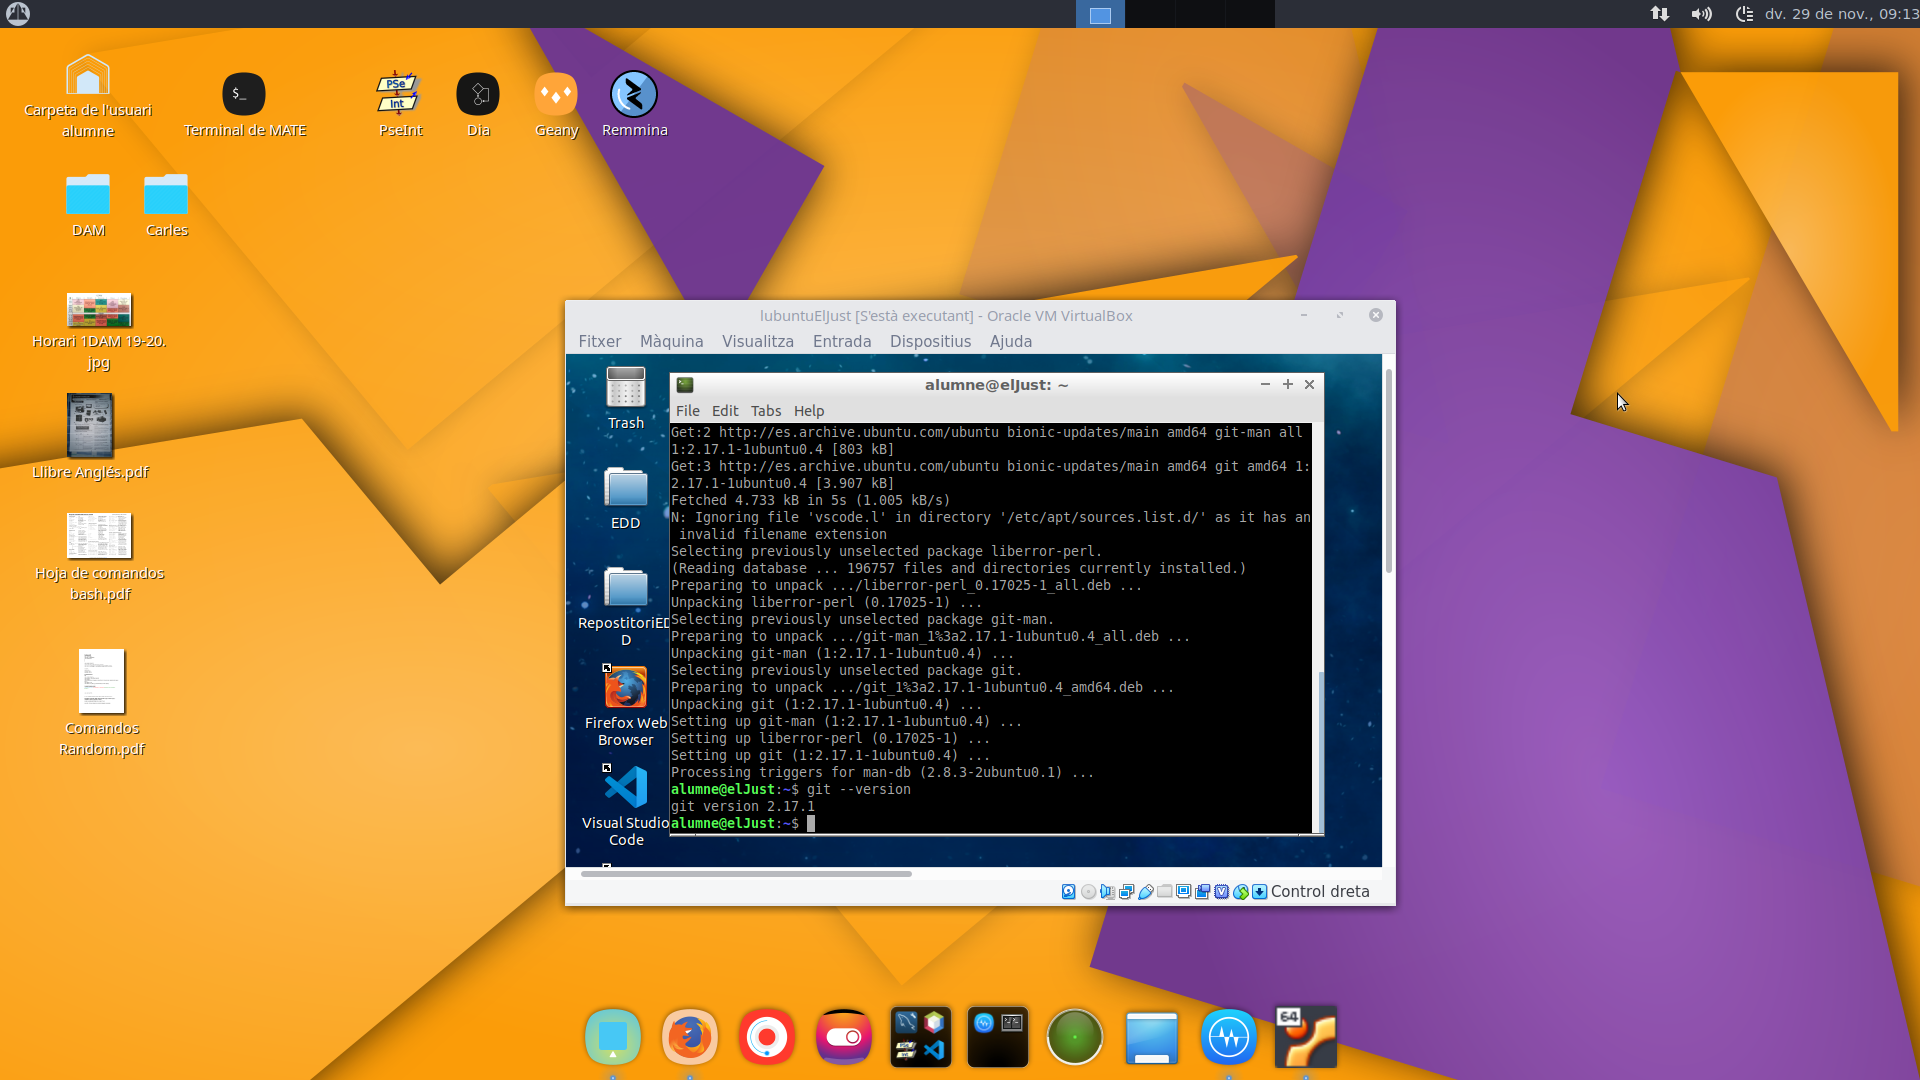 dv. 29 de nov., 09:13
Carpeta de l'usuari
alumne
$_
Terminal de MATE
PSe
Int
PseInt
Dia
Geany
Remmina
DAM
Carles
Horari 1DAM 19-20.
jpg
Llibre Anglés.pdf
Hoja de comandos
bash.pdf
Comandos
Random.pdf
lubuntuElJust [S'està executant] - Oracle VM VirtualBox
Fitxer Màquina Visualitza Entrada Dispositius Ajuda
Trash
EDD
RepostitoriED
D
Firefox Web
Browser
Visual Studio
Code
alumne@elJust: ~
File Edit Tabs Help
Get:2 http://es.archive.ubuntu.com/ubuntu bionic-updates/main amd64 git-man all
1:2.17.1-1ubuntu0.4 [803 kB]
Get:3 http://es.archive.ubuntu.com/ubuntu bionic-updates/main amd64 git amd64 1:
2.17.1-1ubuntu0.4 [3.907 kB]
Fetched 4.733 kB in 5s (1.005 kB/s)
N: Ignoring file 'vscode.l' in directory '/etc/apt/sources.list.d/' as it has an
invalid filename extension
Selecting previously unselected package liberror-perl.
(Reading database ... 196757 files and directories currently installed.)
Preparing to unpack .../liberror-perl_0.17025-1_all.deb ...
Unpacking liberror-perl (0.17025-1) ...
Selecting previously unselected package git-man.
Preparing to unpack .../git-man_1%3a2.17.1-1ubuntu0.4_all.deb ...
Unpacking git-man (1:2.17.1-1ubuntu0.4) ...
Selecting previously unselected package git.
Preparing to unpack .../git_1%3a2.17.1-1ubuntu0.4_amd64.deb ...
Unpacking git (1:2.17.1-1ubuntu0.4) ...
Setting up git-man (1:2.17.1-1ubuntu0.4) ...
Setting up liberror-perl (0.17025-1) ...
Setting up git (1:2.17.1-1ubuntu0.4) ...
Processing triggers for man-db (2.8.3-2ubuntu0.1) ...
alumne@elJust:~$ git --version
git version 2.17.1
alumne@elJust:~$
Control dreta
64